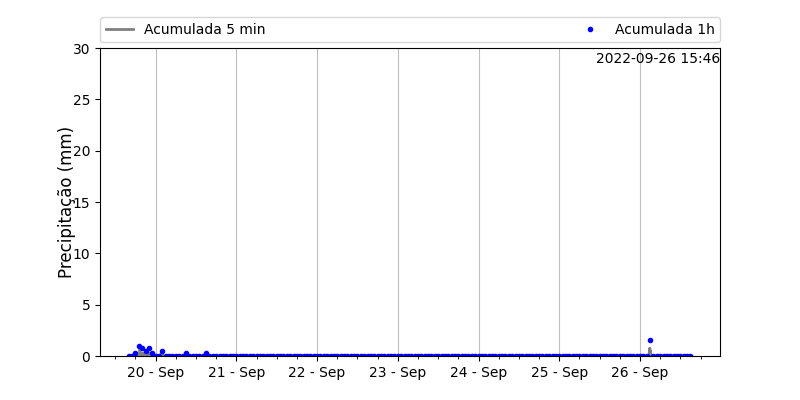 Acumulada 5 min
Acumulada 1h
2022-09-26 15:46
Precipitação (mm)
30
25
20
15
10
5
0
20 - Sep
21 - Sep
22 - Sep
23 - Sep
24 - Sep
25 - Sep
26 - Sep